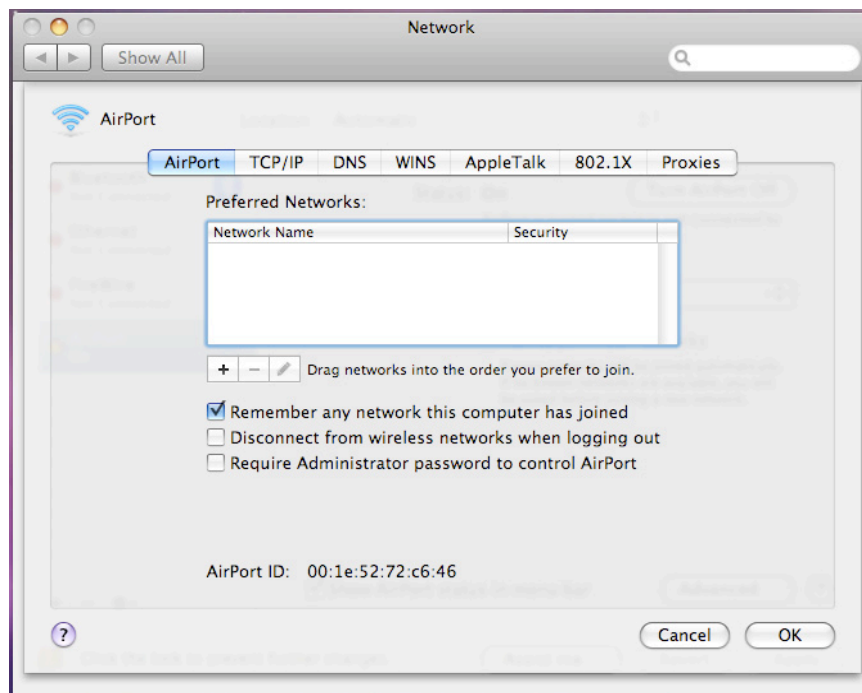 Network
Show All
AirPort
AirPort TCP/IP DNS WINS AppleTalk 802.1X Proxies
Preferred Networks:
Network Name Security
Drag networks into the order you prefer to join.
Remember any network this computer has joined
Disconnect from wireless networks when logging out
Require Administrator password to control AirPort
AirPort ID: 00:1e:52:72:c6:46
? Cancel OK